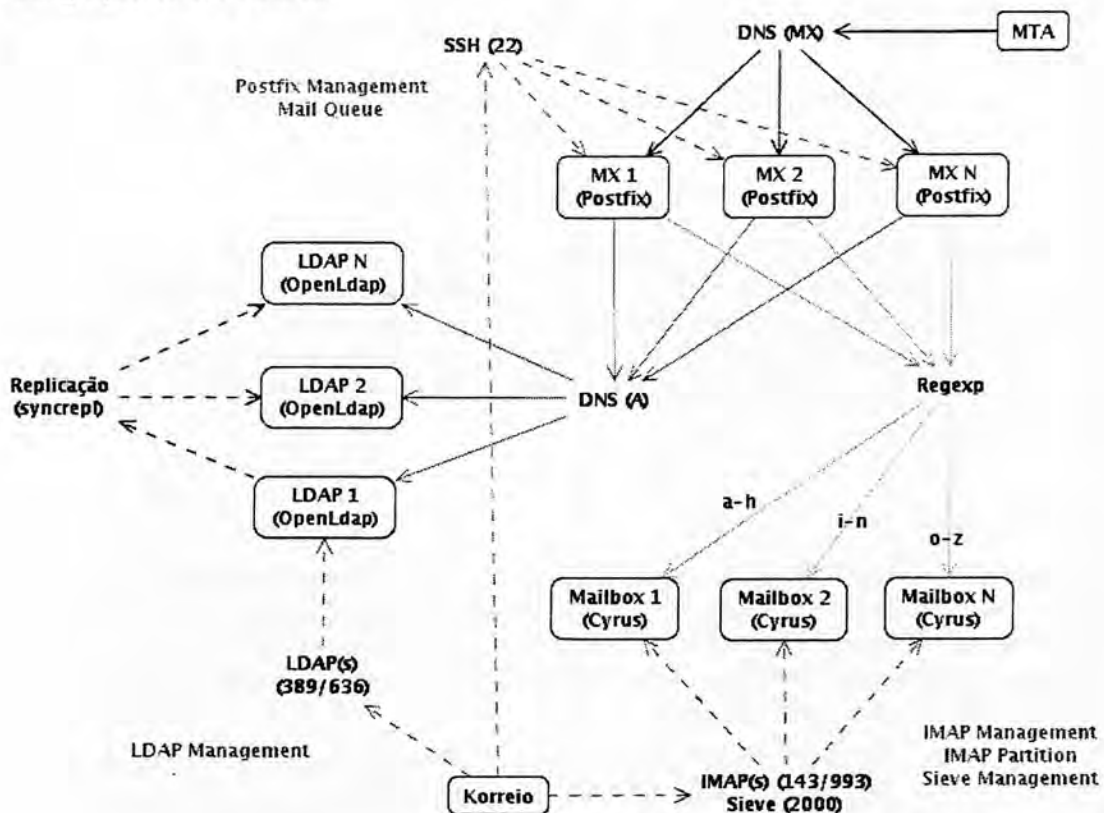 DNS (MX)
MTA
SSH (22)
Postfix Management
Mail Queue
MX 1
(Postfix)
MX 2
(Postfix)
MX N
(Postfix)
LDAP N
(OpenLdap)
Replicação
(syncrepl)
LDAP 2
(OpenLdap)
DNS (A)
Regexp
LDAP 1
(OpenLdap)
a-h
i-n
o-z
Mailbox 1
(Cyrus)
Mailbox 2
(Cyrus)
Mailbox N
(Cyrus)
LDAP(s)
(389/636)
LDAP Management
IMAP Management
IMAP Partition
Sieve Management
Korreio
IMAP(s) (143/993)
Sieve (2000)